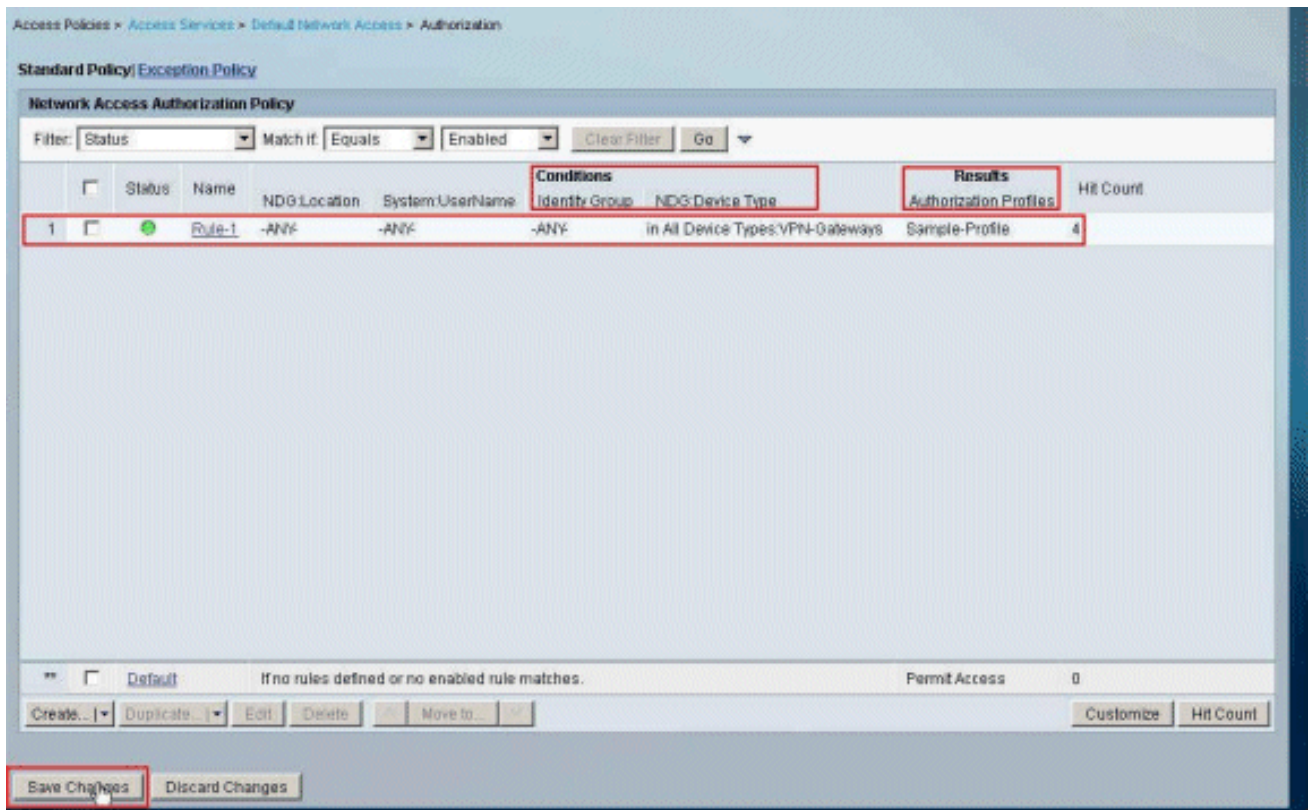 Access Policies > Access Services > Default Network Access > Authorization
Standard Policy| Exception Policy
Network Access Authorization Policy
Filter: Status Match if: Equals Enabled Clear Filter Go
Status Name Conditions Results Hit Count
NDG:Location System:UserName Identity Group NDG:Device Type Authorization Profiles
1 Rule-1 -ANY- -ANY- -ANY- in All Device Types:VPN-Gateways Sample-Profile 4
** Default If no rules defined or no enabled rule matches. Permit Access 0
Create... Duplicate... Edit Delete Move to... Customize Hit Count
Save Changes Discard Changes